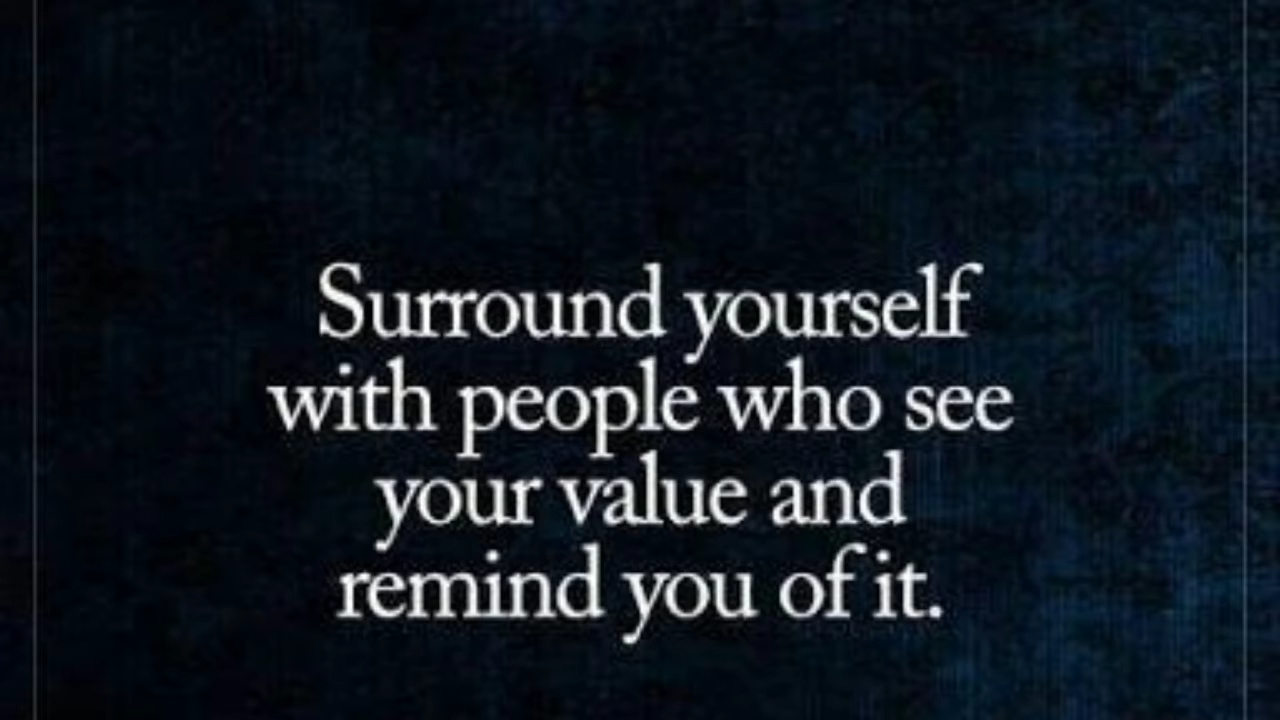 Surround yourself
with people who see
your value and
remind you of it.